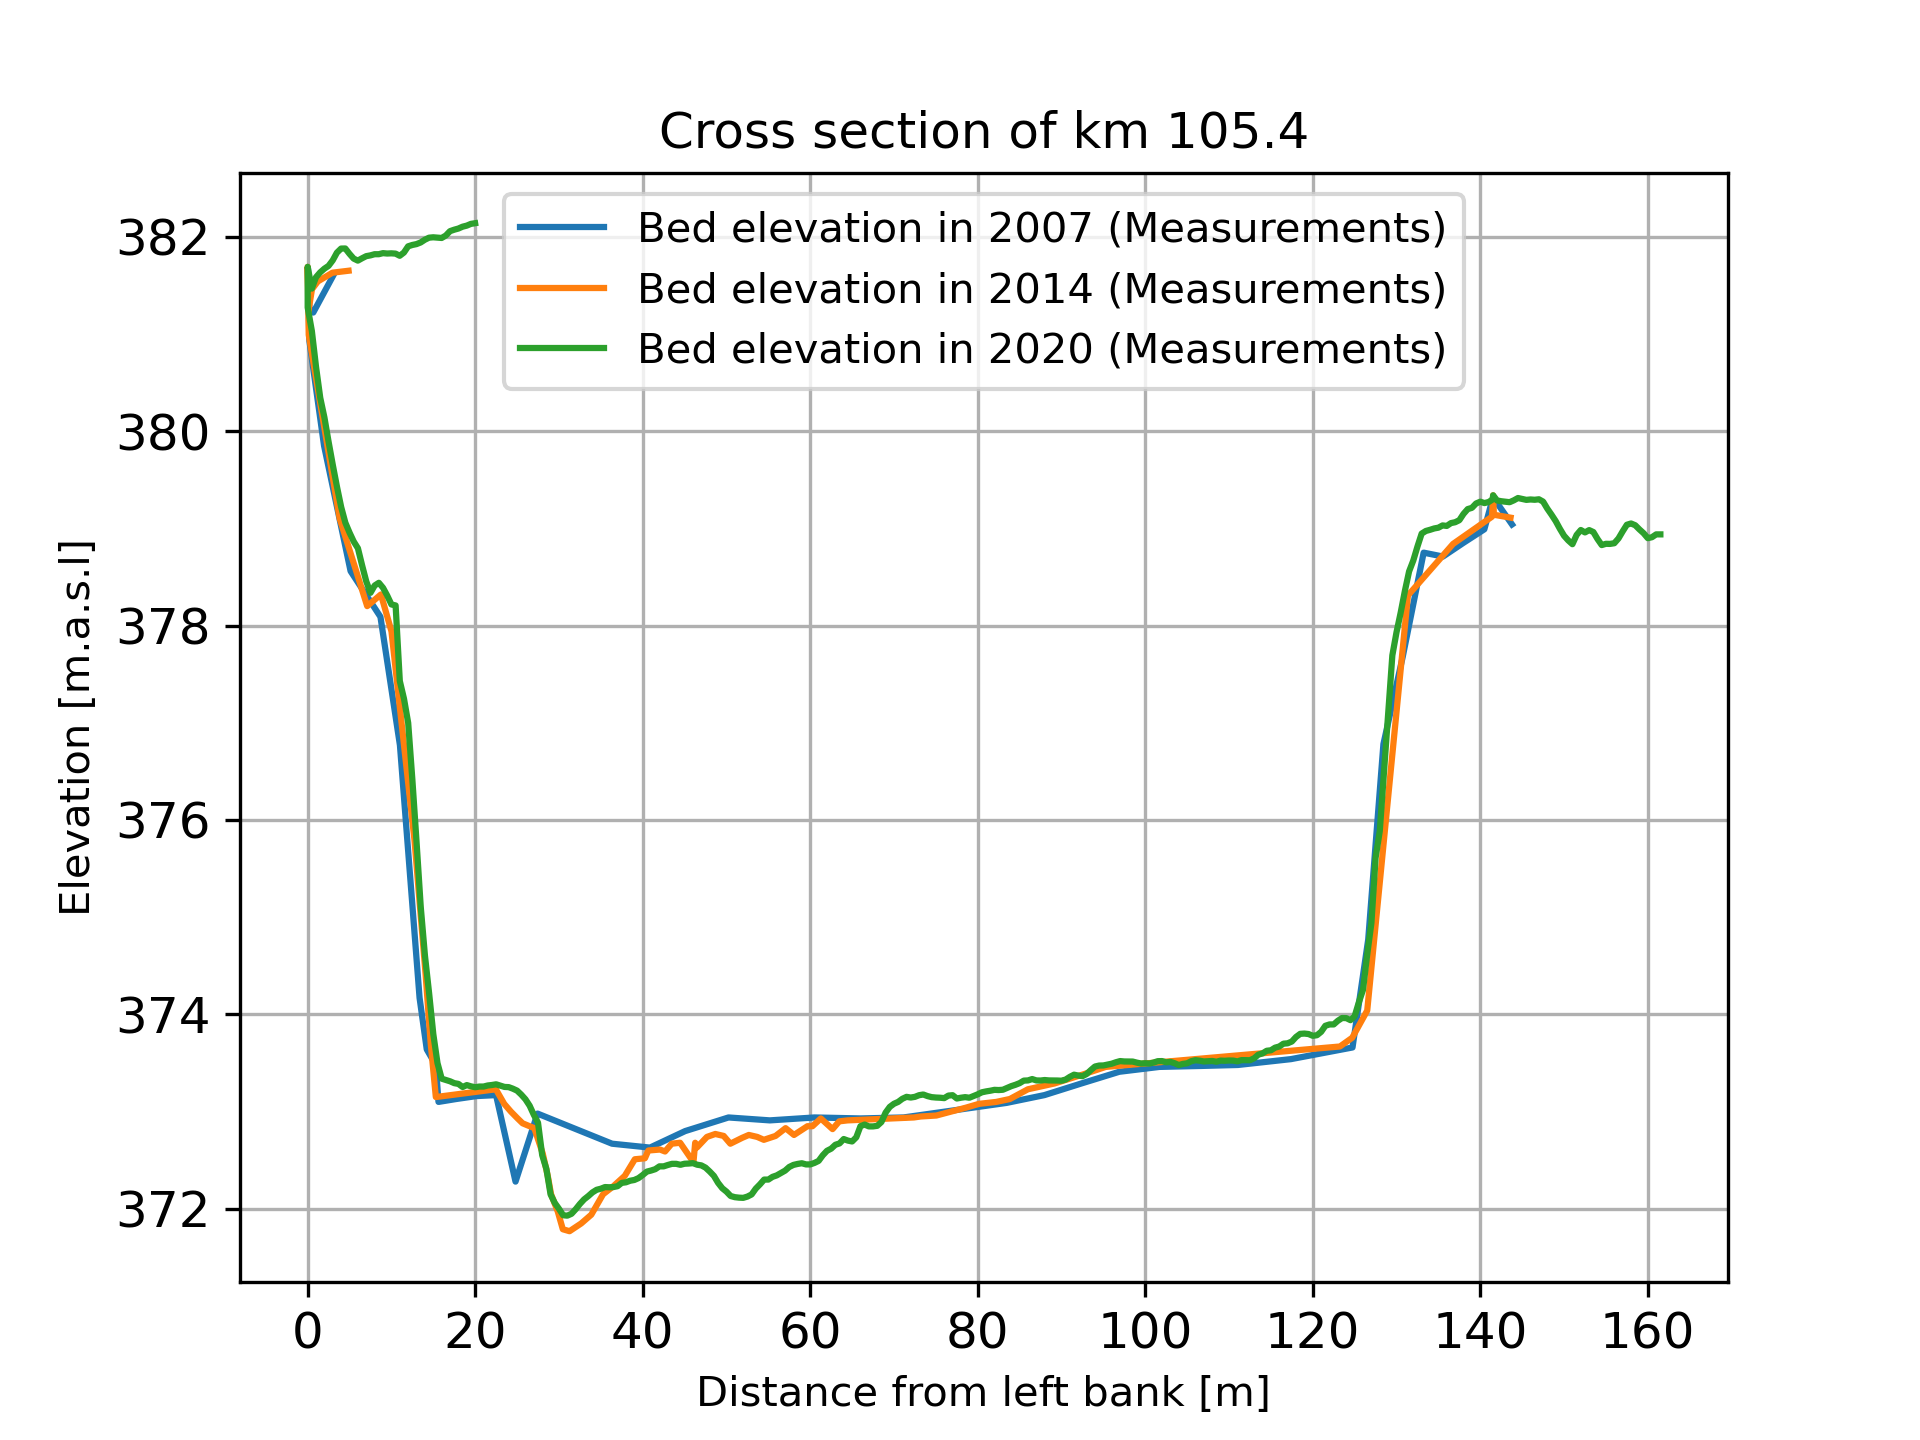 Cross section of km 105.4
Bed elevation in 2007 (Measurements)
Bed elevation in 2014 (Measurements)
Bed elevation in 2020 (Measurements)
Elevation [m.a.s.l]
382
380
378
376
374
372
0 20 40 60 80 100 120 140 160
Distance from left bank [m]